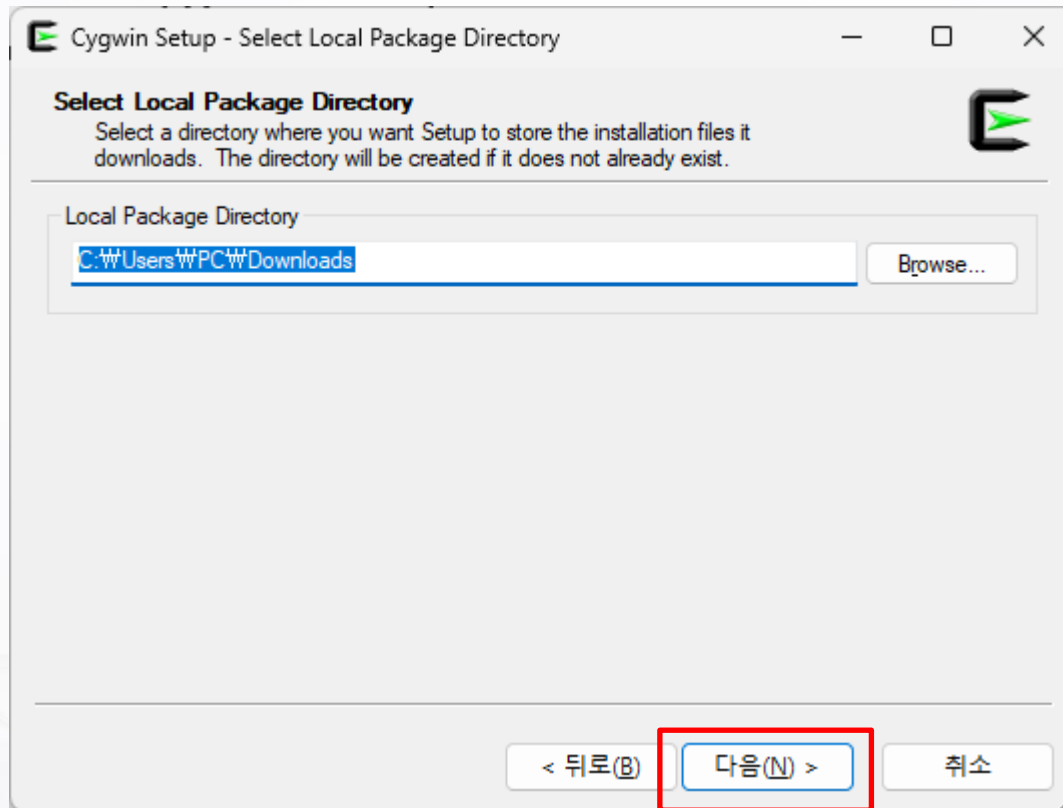 Cygwin Setup - Select Local Package Directory
Select Local Package Directory
Select a directory where you want Setup to store the installation files it
downloads.  The directory will be created if it does not already exist.
Local Package Directory
C:₩Users₩PC₩Downloads
Browse...
< 뒤로(B)
다음(N) >
취소